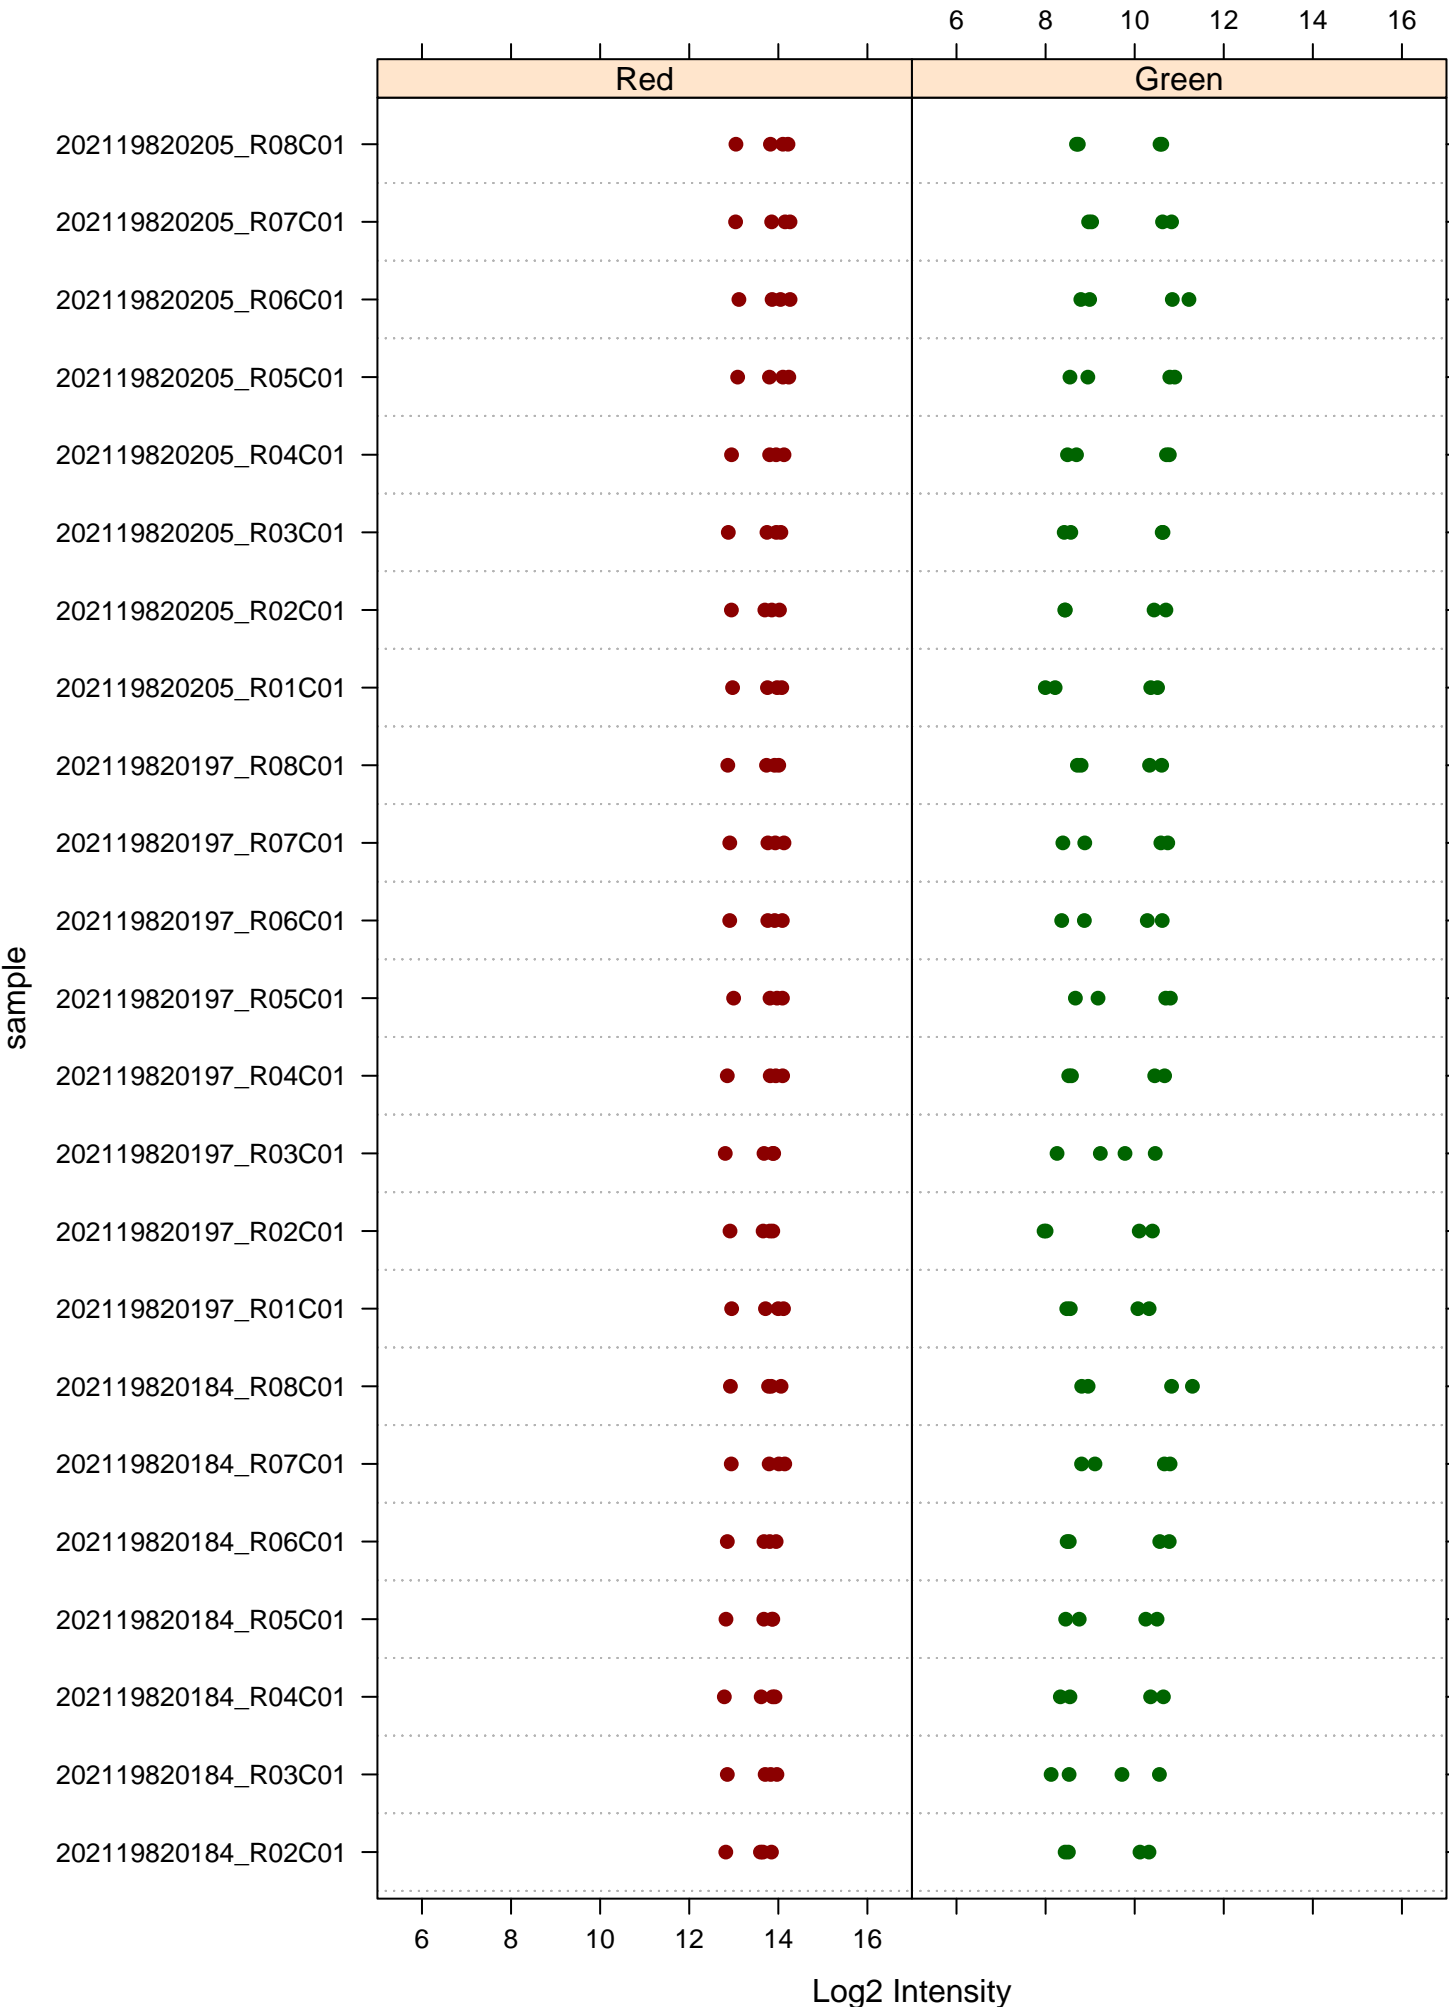 6 8 10 12 14 16
Red Green
202119820205_R08C01
202119820205_R07C01
202119820205_R06C01
202119820205_R05C01
202119820205_R04C01
202119820205_R03C01
202119820205_R02C01
202119820205_R01C01
202119820197_R08C01
202119820197_R07C01
202119820197_R06C01
202119820197_R05C01
202119820197_R04C01
202119820197_R03C01
202119820197_R02C01
202119820197_R01C01
202119820184_R08C01
202119820184_R07C01
202119820184_R06C01
202119820184_R05C01
202119820184_R04C01
202119820184_R03C01
202119820184_R02C01
sample
6 8 10 12 14 16
Log2 Intensity